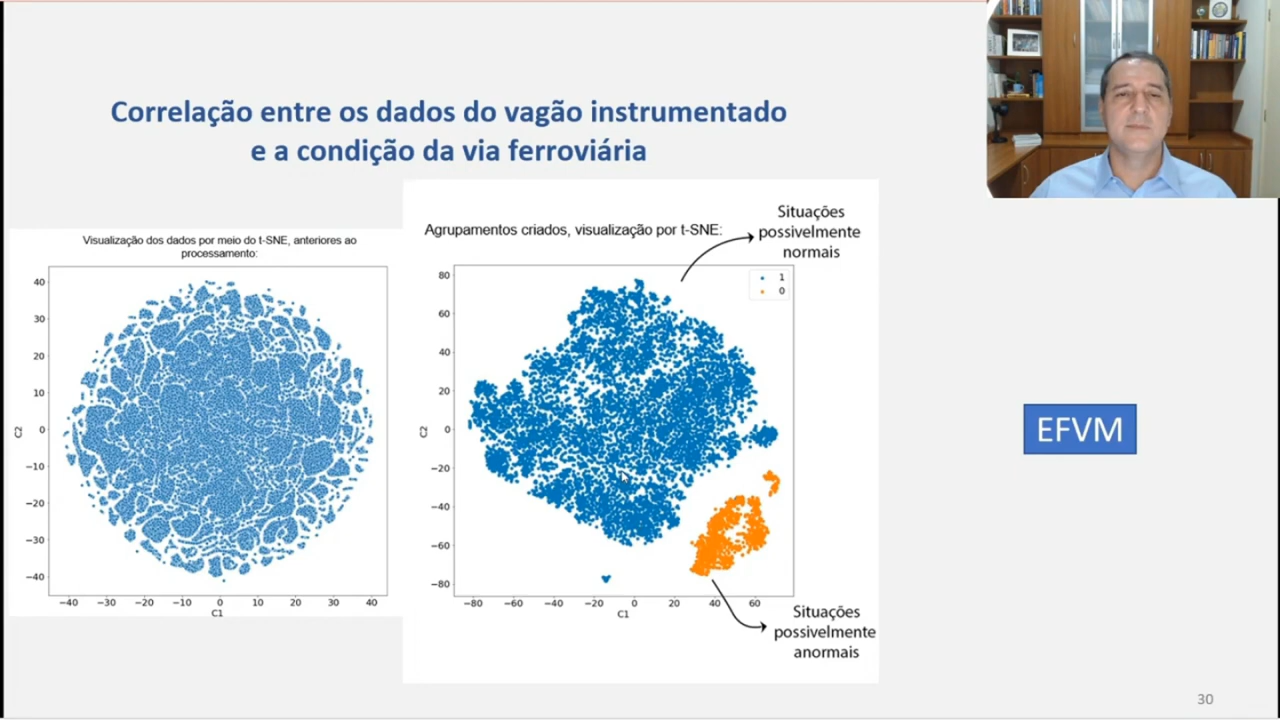 Correlação entre os dados do vagão instrumentado
e a condição da via ferroviária
Visualização dos dados por meio do t-SNE, anteriores ao
processamento:
40
30
20
10
0
−10
−20
−30
−40
C2
−40 −30 −20 −10 0 10 20 30 40
C1
Agrupamentos criados, visualização por t-SNE:
Situações
possivelmente
normais
1
0
80
60
40
20
0
−20
−40
−60
−80
C2
−80 −60 −40 −20 0 20 40 60
C1
Situações
possivelmente
anormais
EFVM
30